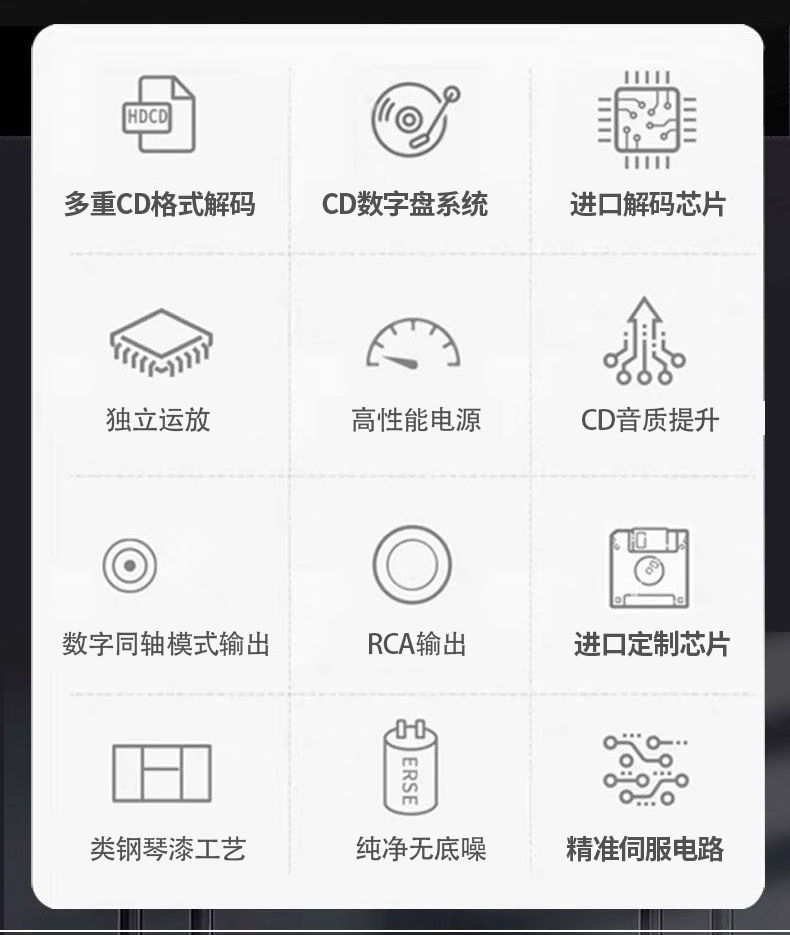 HDCD
多重CD格式解码
CD数字盘系统
进口解码芯片
独立运放
高性能电源
CD音质提升
数字同轴模式输出
RCA输出
进口定制芯片
ERSE
类钢琴漆工艺
纯净无底噪
精准伺服电路